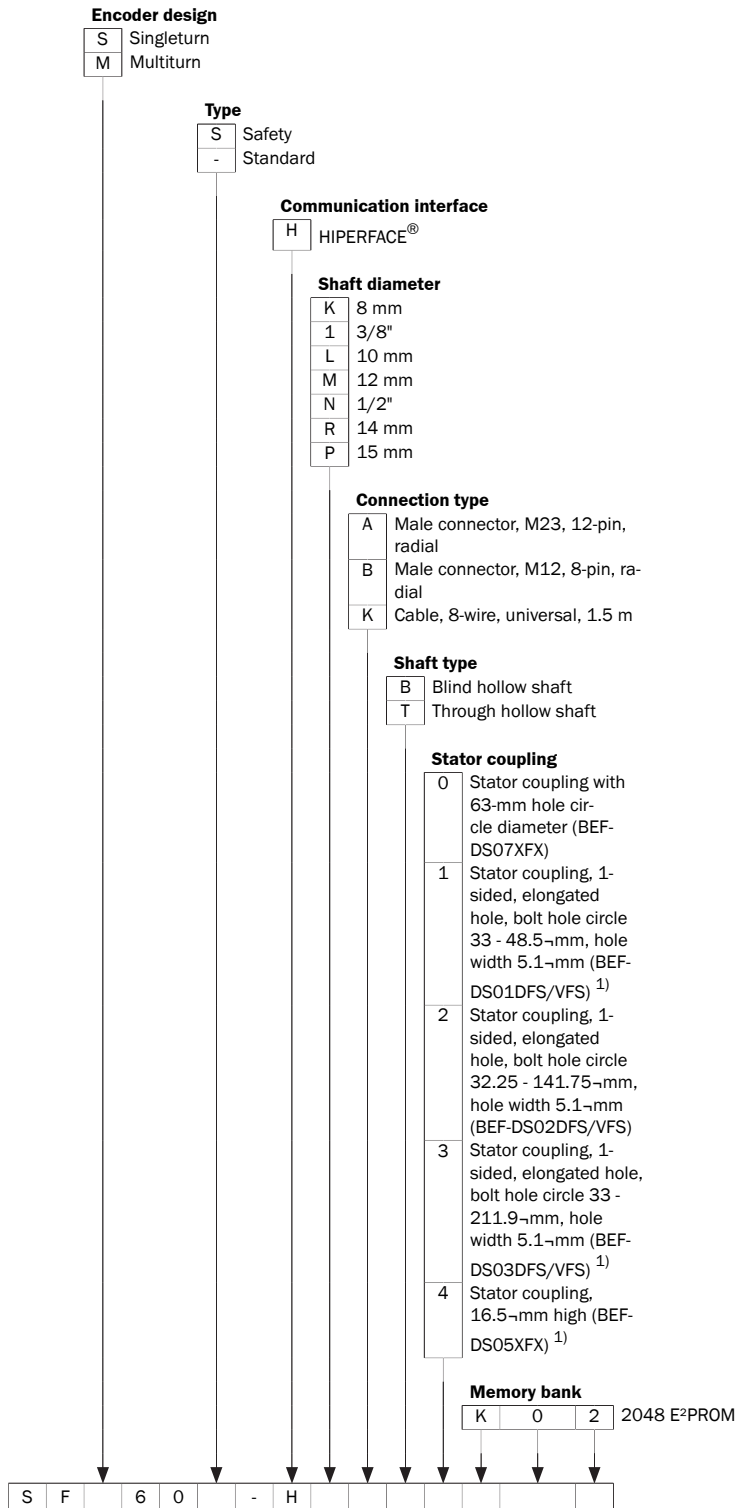 Encoder design
S Singleturn
M Multiturn
Type
S Safety
- Standard
Communication interface
H HIPERFACE®
Shaft diameter
K 8 mm
1 3/8"
L 10 mm
M 12 mm
N 1/2"
R 14 mm
P 15 mm
Connection type
A Male connector, M23, 12-pin,
radial
B Male connector, M12, 8-pin, ra-
dial
K Cable, 8-wire, universal, 1.5 m
Shaft type
B Blind hollow shaft
T Through hollow shaft
Stator coupling
0 Stator coupling with
63-mm hole cir-
cle diameter (BEF-
DS07XFX)
1 Stator coupling, 1-
sided, elongated
hole, bolt hole circle
33 - 48.5¬mm, hole
width 5.1¬mm (BEF-
DS01DFS/VFS) 1)
2 Stator coupling, 1-
sided, elongated
hole, bolt hole circle
32.25 - 141.75¬mm,
hole width 5.1¬mm
(BEF-DS02DFS/VFS)
3 Stator coupling, 1-
sided, elongated hole,
bolt hole circle 33 -
211.9¬mm, hole
width 5.1¬mm (BEF-
DS03DFS/VFS) 1)
4 Stator coupling,
16.5¬mm high (BEF-
DS05XFX) 1)
Memory bank
K 0 2 2048 E²PROM
S F 6 0 - H